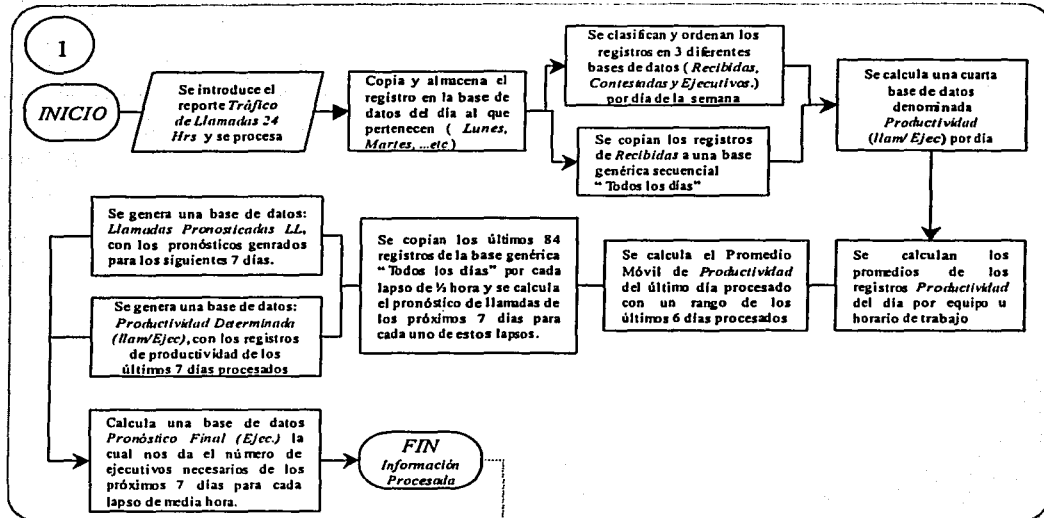 1
INICIO
Se introduce el
reporte Tráfico
de Llamadas 24
Hrs y se procesa
Copia y almacena el
registro en la base de
datos del día al que
pertenecen ( Lunes,
Martes, ...etc )
Se clasifican y ordenan los
registros en 3 diferentes
bases de datos ( Recibidas,
Contestadas y Ejecutivos.)
por día de la semana
Se copian los registros
de Recibidas a una base
genérica secuencial
"Todos los días"
Se calcula una cuarta
base de datos
denominada
Productividad
(llam/ Ejec) por día
Se calculan los
promedios de los
registros Productividad
del día por equipo u
horario de trabajo
Se calcula el Promedio
Móvil de Productividad
del último día procesado
con un rango de los
últimos 6 días procesados
Se copian los últimos 84
registros de la base genérica
"Todos los días" por cada
lapso de ½ hora y se calcula
el pronóstico de llamadas de
los próximos 7 días para
cada uno de estos lapsos.
Se genera una base de datos:
Llamadas Pronosticadas LL,
con los pronósticos genrados
para los siguientes 7 días.
Se genera una base de datos:
Productividad Determinada
(llam/Ejec), con los registros
de productividad de los
últimos 7 días procesados
Calcula una base de datos
Pronóstico Final (Ejec.) la
cual nos da el número de
ejecutivos necesarios de los
próximos 7 días para cada
lapso de media hora.
FIN
Información
Procesada